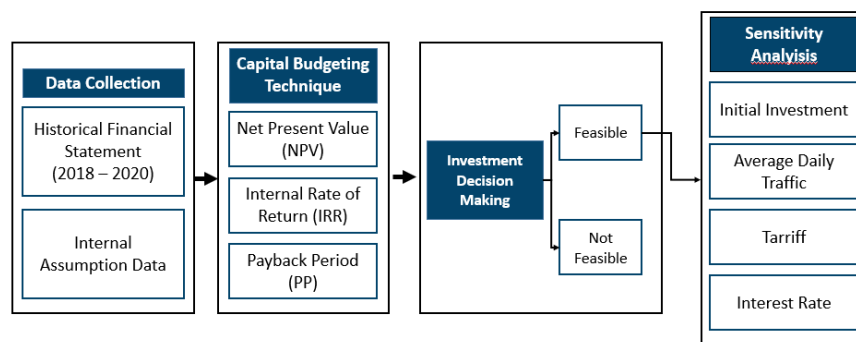 Data Collection
Historical Financial
Statement
(2018 – 2020)
Internal
Assumption Data
Capital Budgeting
Technique
Net Present Value
(NPV)
Internal Rate of
Return (IRR)
Payback Period
(PP)
Investment
Decision
Making
Feasible
Not
Feasible
Sensitivity
Analyisis
Initial Investment
Average Daily
Traffic
Tarriff
Interest Rate